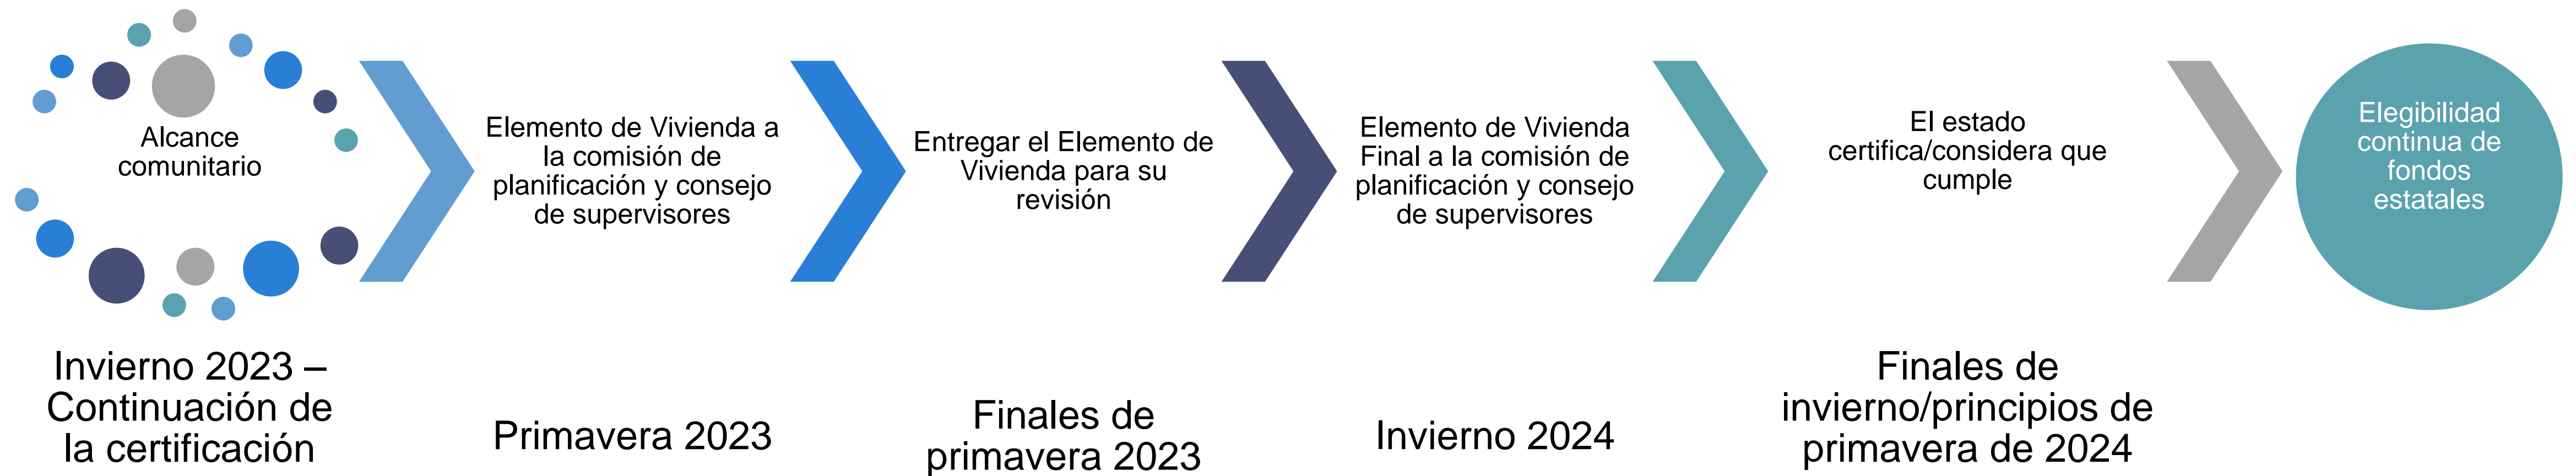 Alcance
comunitario
Elemento de Vivienda a
la comisión de
planificación y consejo
de supervisores
Entregar el Elemento de
Vivienda para su
revisión
Elemento de Vivienda
Final a la comisión de
planificación y consejo
de supervisores
El estado
certifica/considera que
cumple
Elegibilidad
continua de
fondos
estatales
Invierno 2023 –
Continuación de
la certificación
Primavera 2023
Finales de
primavera 2023
Invierno 2024
Finales de
invierno/principios de
primavera de 2024